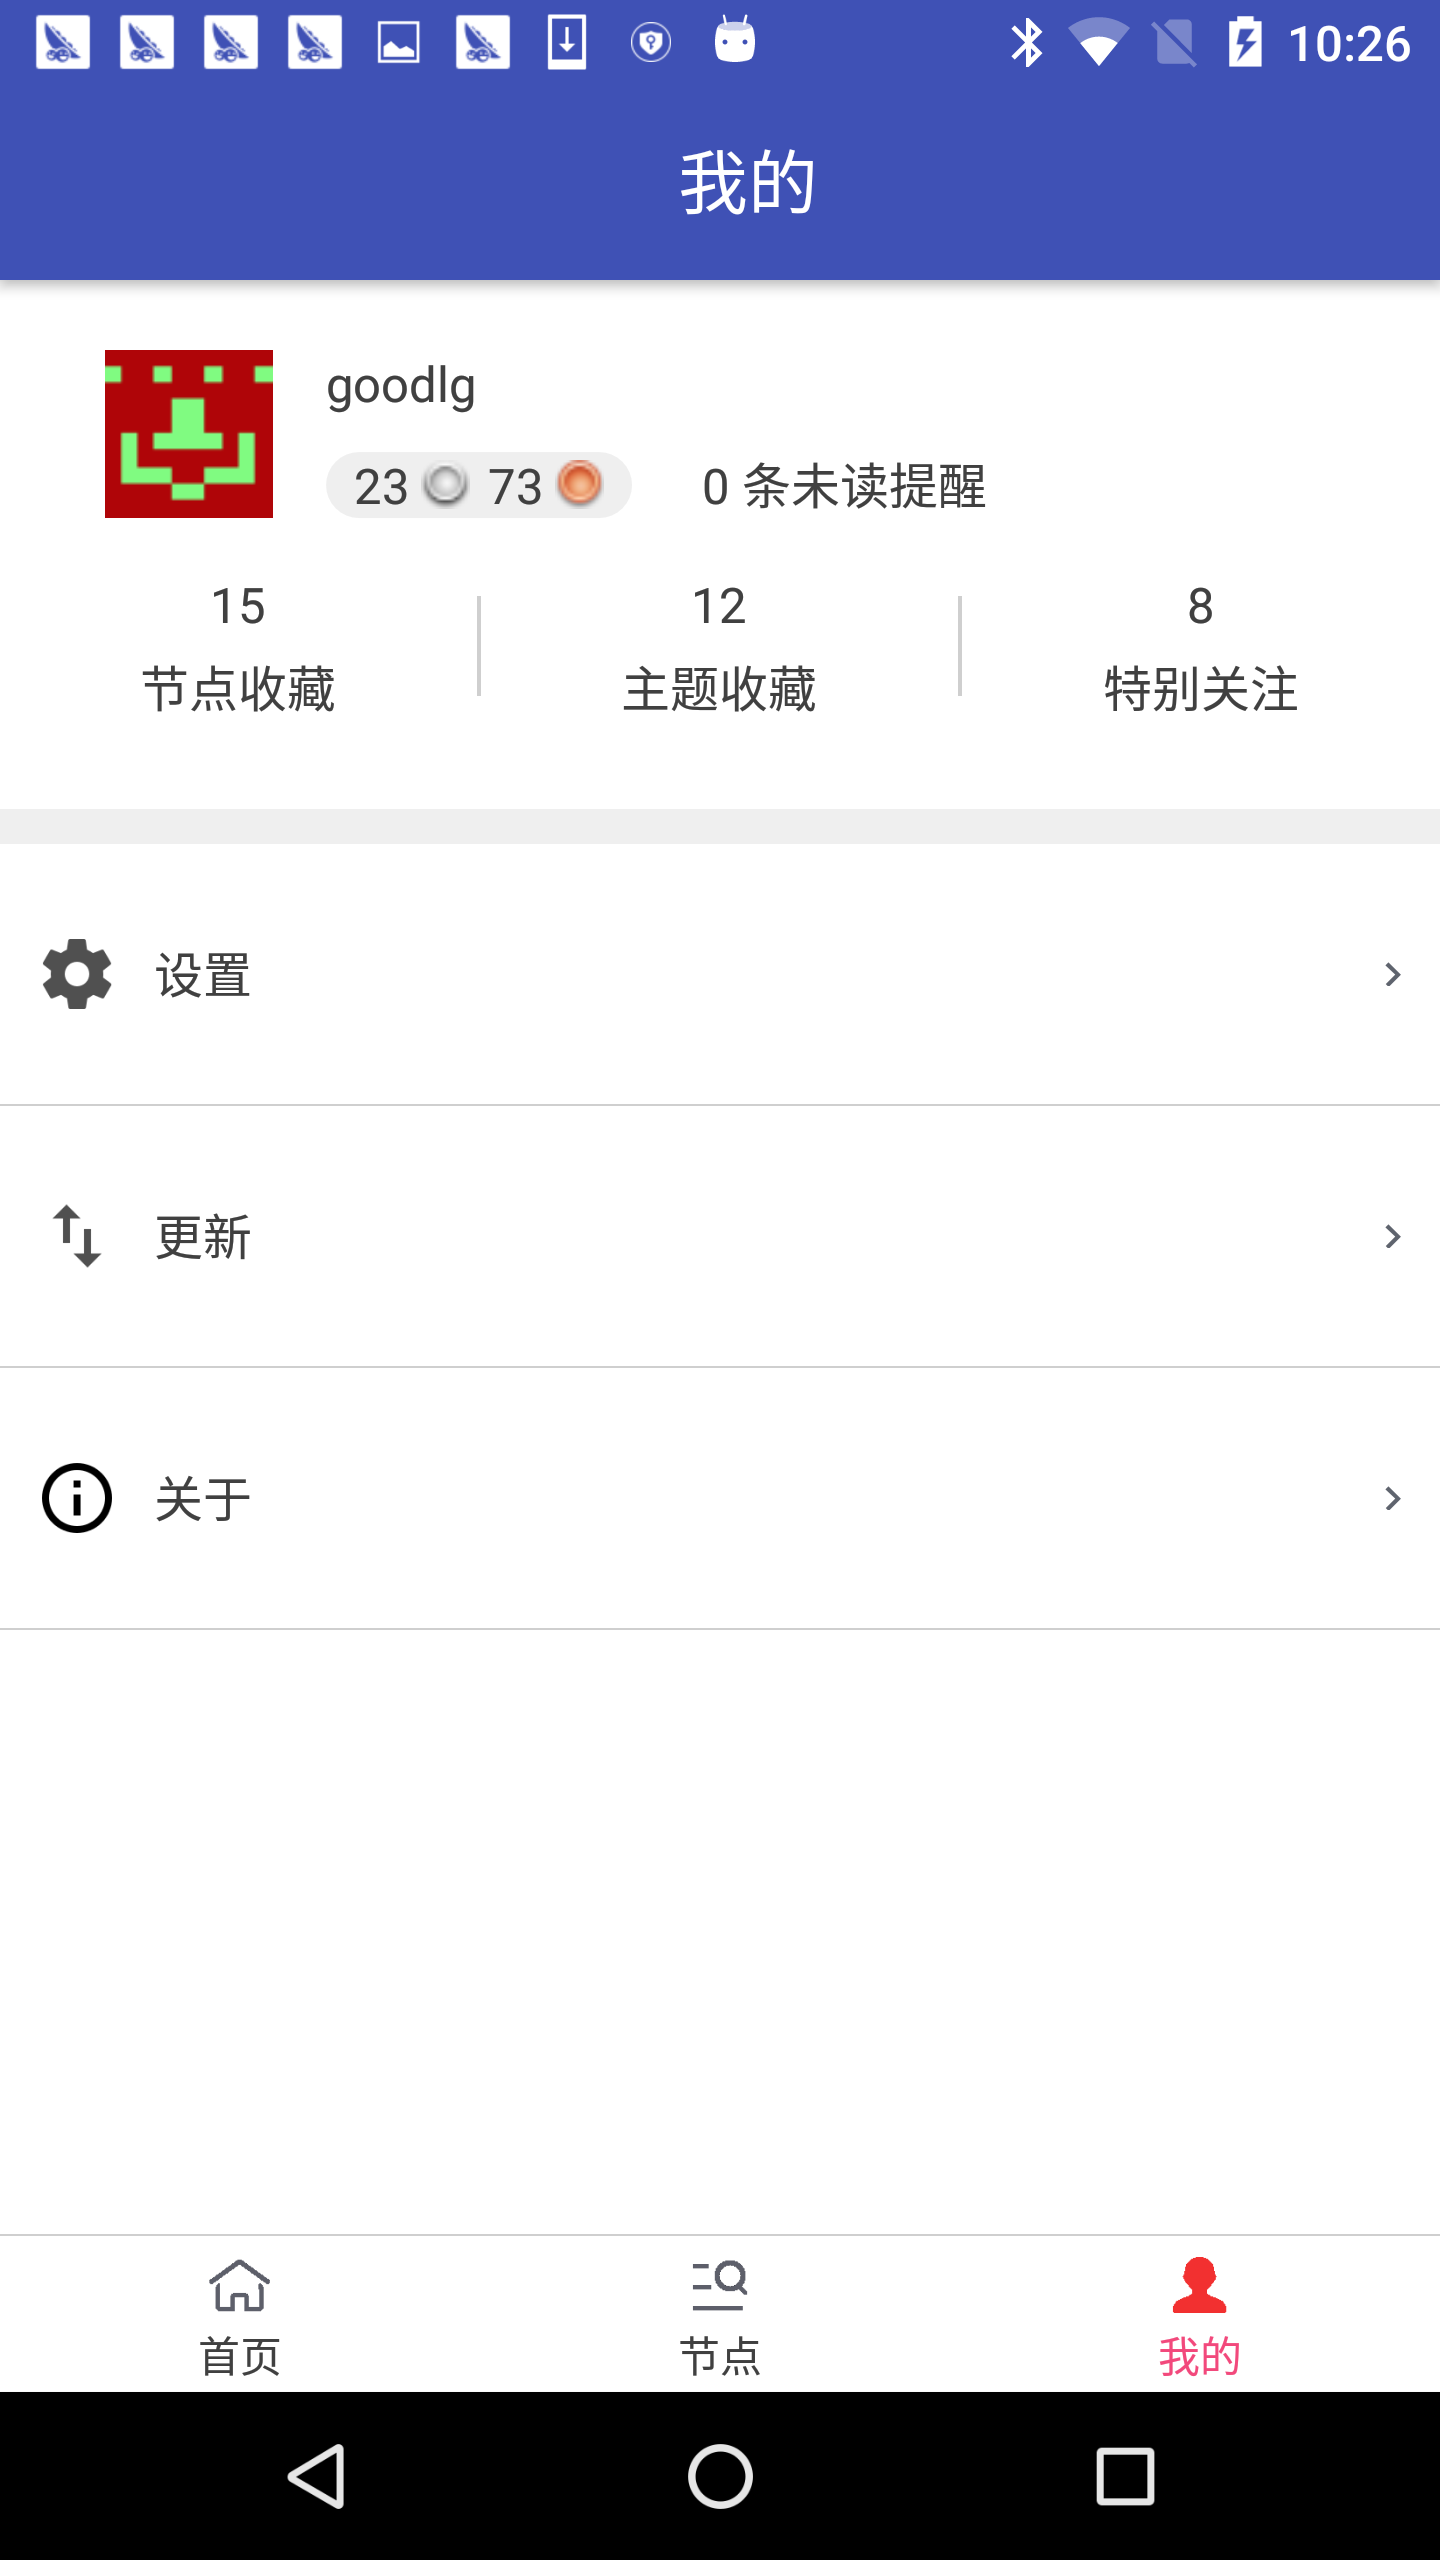 10:26
我的
goodlg
23 73 0 条未读提醒
15 12 8
节点收藏 主题收藏 特别关注
设置
更新
关于
首页 节点 我的